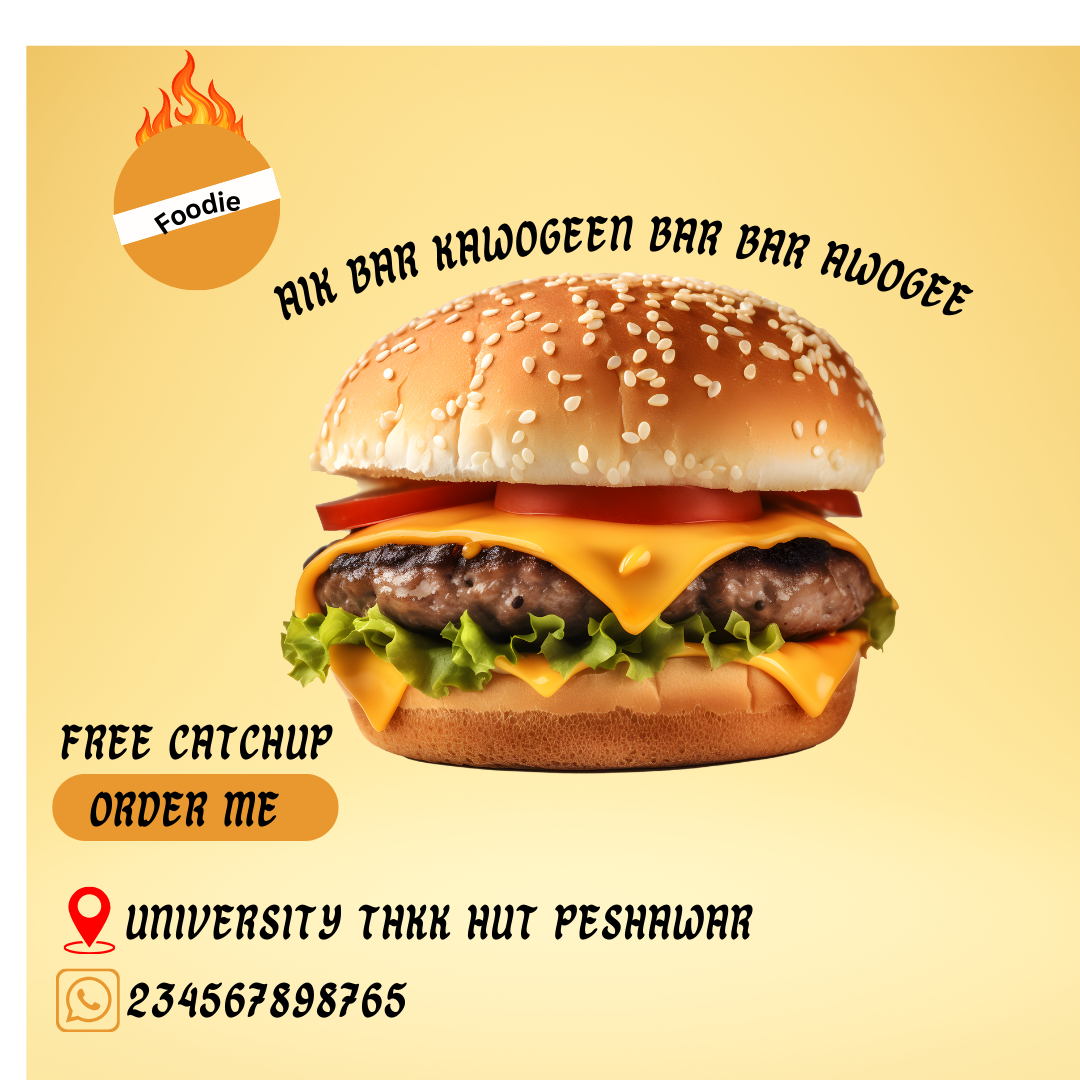 Foodie
AIK BAR KAWOGEEN BAR BAR AWOGEE
FREE CATCHUP
ORDER ME
UNIVERSITY THKK HUT PESHAWAR
234567898765